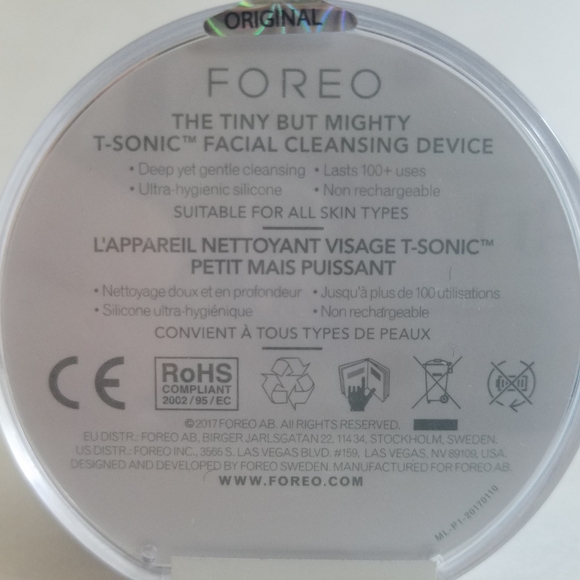 ORIGINAL
FOREO
THE TINY BUT MIGHTY
T-SONIC™ FACIAL CLEANSING DEVICE
• Deep yet gentle cleansing • Lasts 100+ uses
• Ultra-hygienic silicone • Non rechargeable
SUITABLE FOR ALL SKIN TYPES
L'APPAREIL NETTOYANT VISAGE T-SONIC™
PETIT MAIS PUISSANT
• Nettoyage doux et en profondeur • Jusqu'à plus de 100 utilisations
• Silicone ultra-hygiénique • Non rechargeable
CONVIENT À TOUS TYPES DE PEAUX
CE
RoHS
COMPLIANT
2002/95/EC
©2017 FOREO AB. All RIGHTS RESERVED.
EU DISTR.: FOREO AB, BIRGER JARLSGATAN 22, 114 34, STOCKHOLM, SWEDEN.
US DISTR.: FOREO INC., 3565 S. LAS VEGAS BLVD. #159, LAS VEGAS, NV 89109, USA.
DESIGNED AND DEVELOPED BY FOREO SWEDEN. MANUFACTURED FOR FOREO AB.
WWW.FOREO.COM
ML-P1-20170110